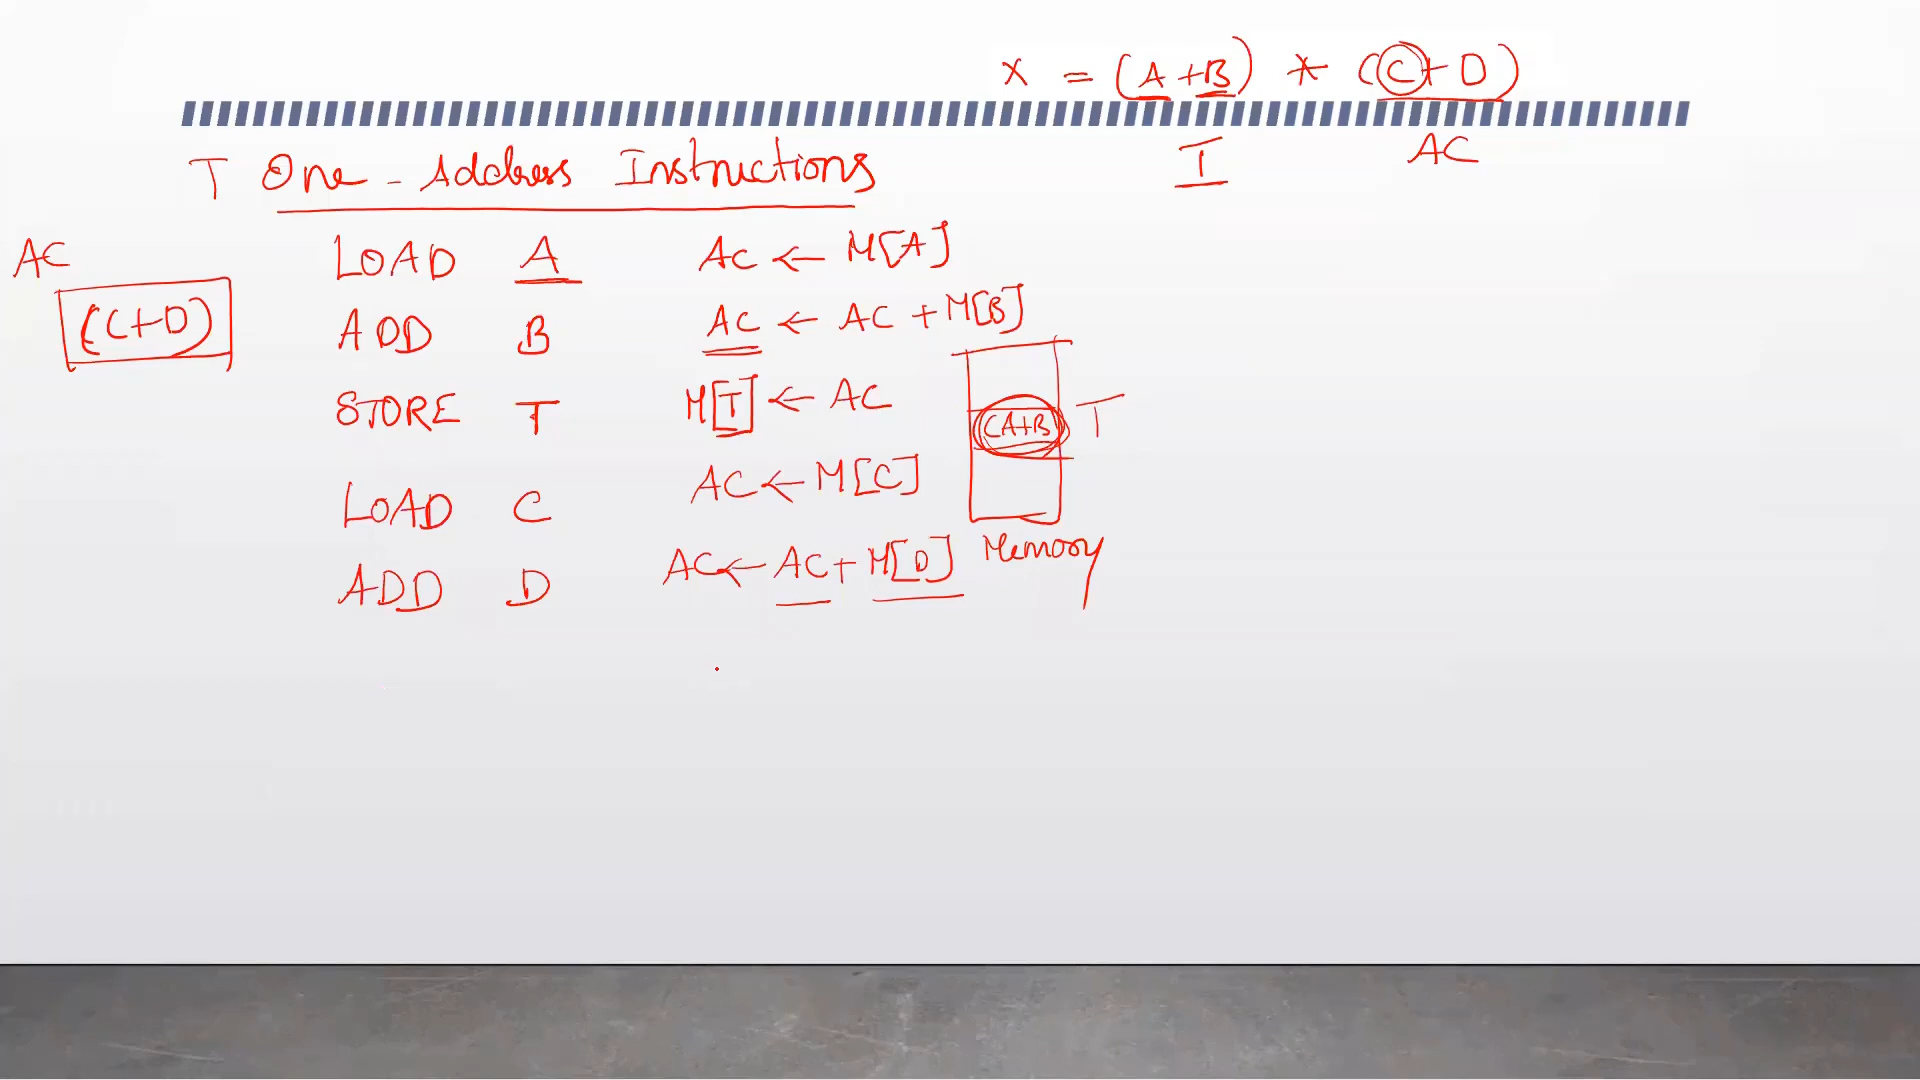 X = (A+B) * (C+D)
T AC
T One-Address Instructions
AC
(C+D)
LOAD A AC ← M[A]
ADD B AC ← AC + M[B]
STORE T M[T] ← AC
(A+B) T
LOAD C AC ← M[C]
Memory
ADD D AC ← AC + M[D]